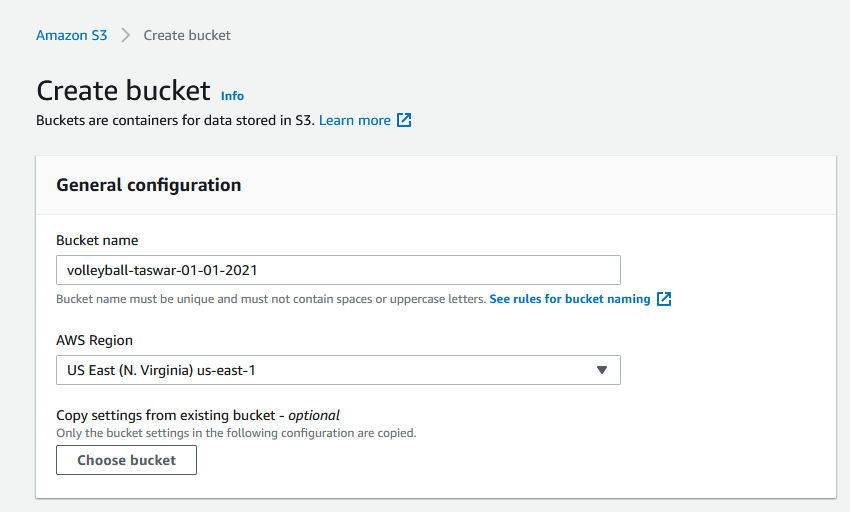 Amazon S3 > Create bucket
Create bucket Info
Buckets are containers for data stored in S3. Learn more
General configuration
Bucket name
volleyball-taswar-01-01-2021
Bucket name must be unique and must not contain spaces or uppercase letters. See rules for bucket naming
AWS Region
US East (N. Virginia) us-east-1
Copy settings from existing bucket - optional
Only the bucket settings in the following configuration are copied.
Choose bucket